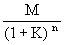 M
(1 + K) n